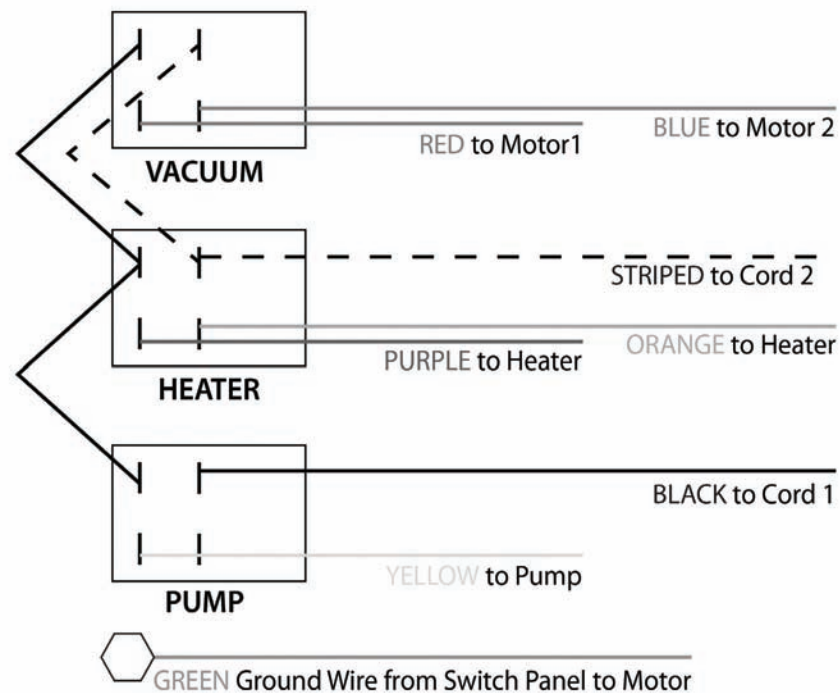 RED to Motor1
BLUE to Motor 2
VACUUM
STRIPED to Cord 2
PURPLE to Heater
ORANGE to Heater
HEATER
BLACK to Cord 1
YELLOW to Pump
PUMP
GREEN Ground Wire from Switch Panel to Motor